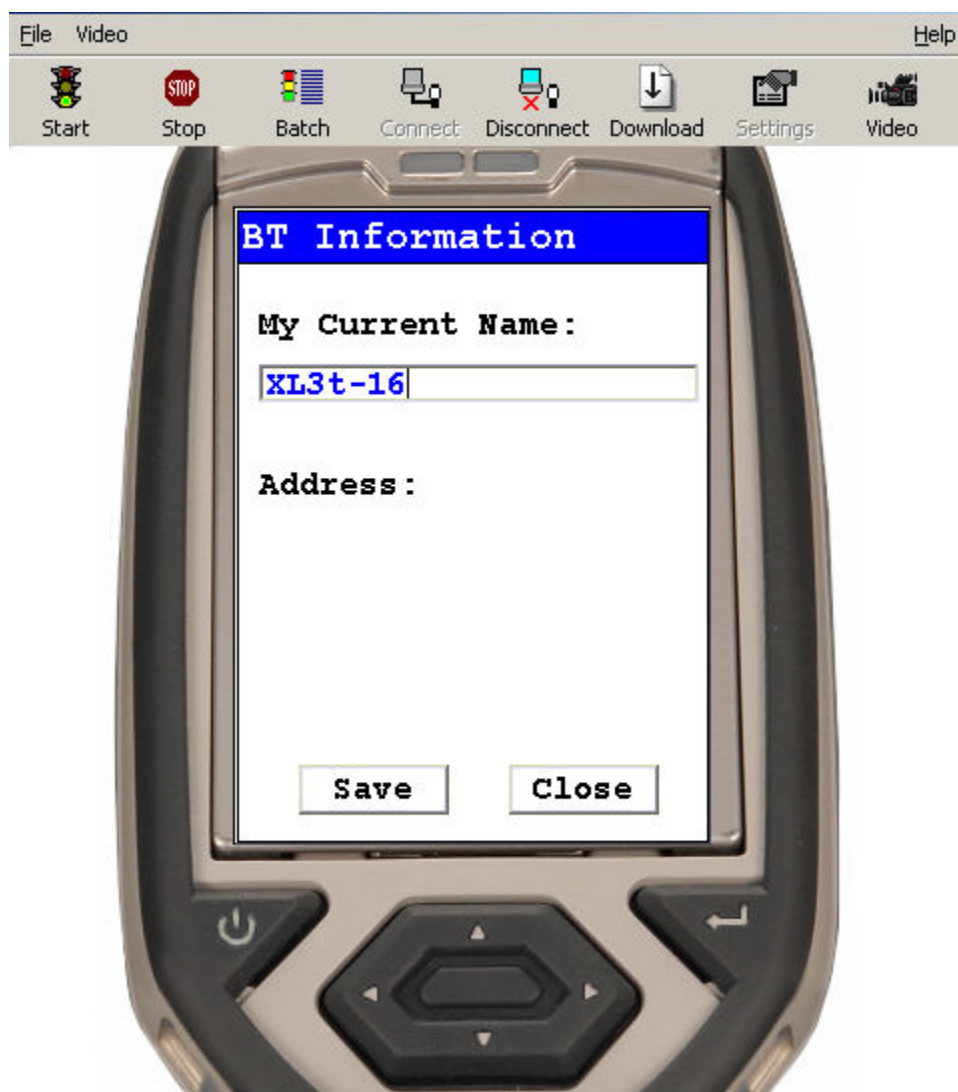 File Video Help
STOP
Start Stop Batch Connect Disconnect Download Settings Video
BT Information
My Current Name:
XL3t-16
Address:
Save Close